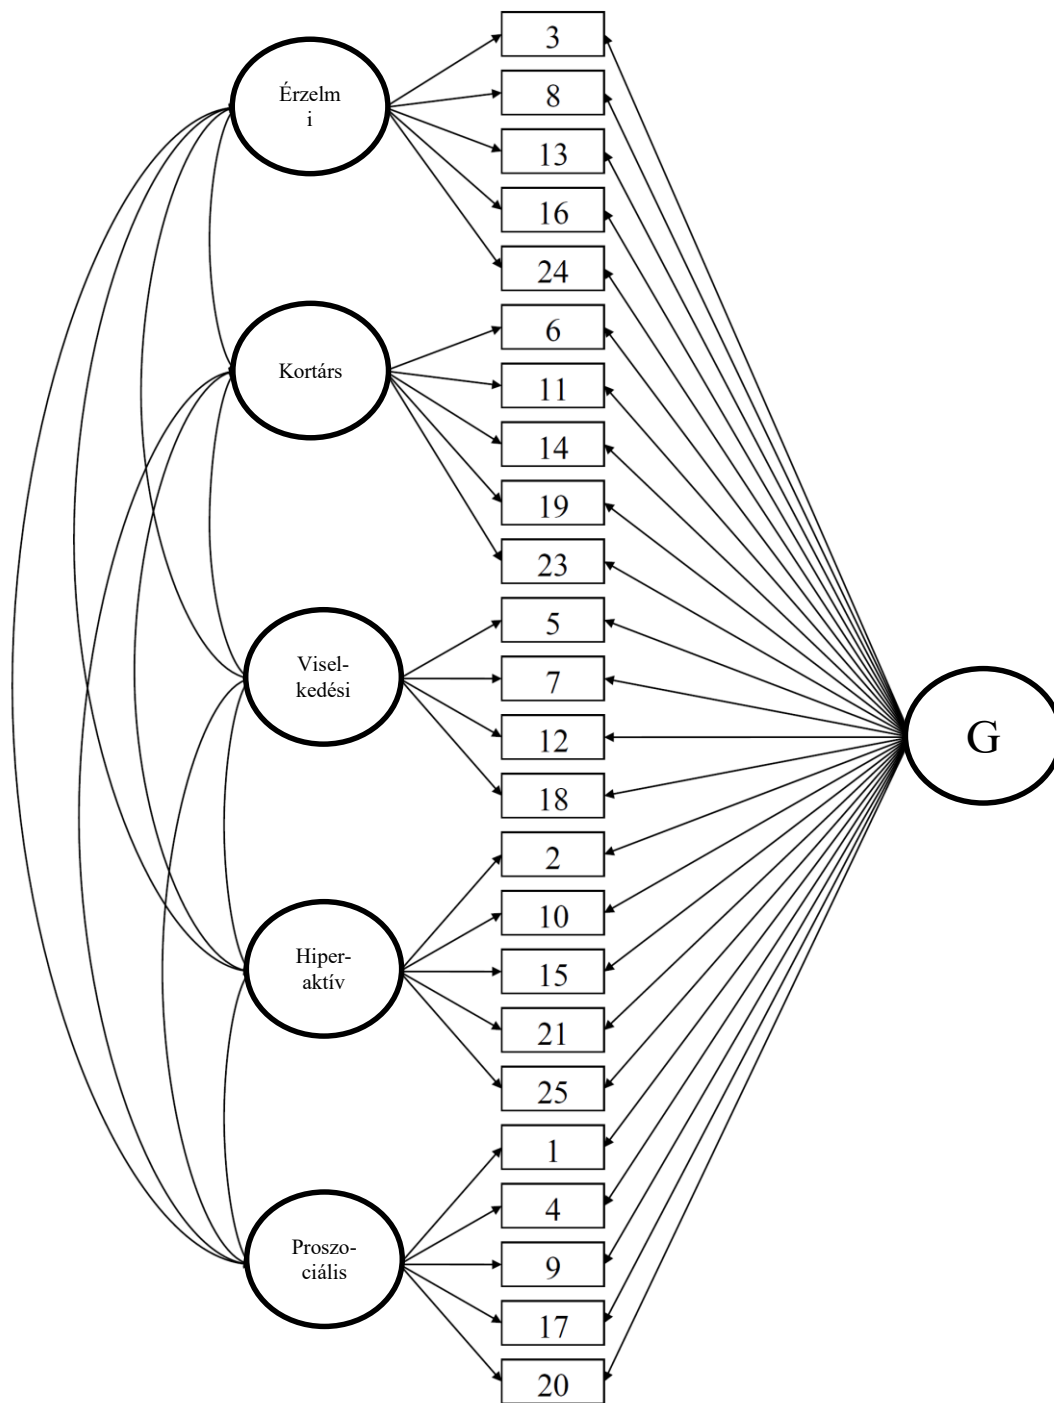 Érzelm
i
Kortárs
Visel-
kedési
Hiper-
aktív
Proszo-
ciális
3
8
13
16
24
6
11
14
19
23
5
7
12
18
2
10
15
21
25
1
4
9
17
20
G